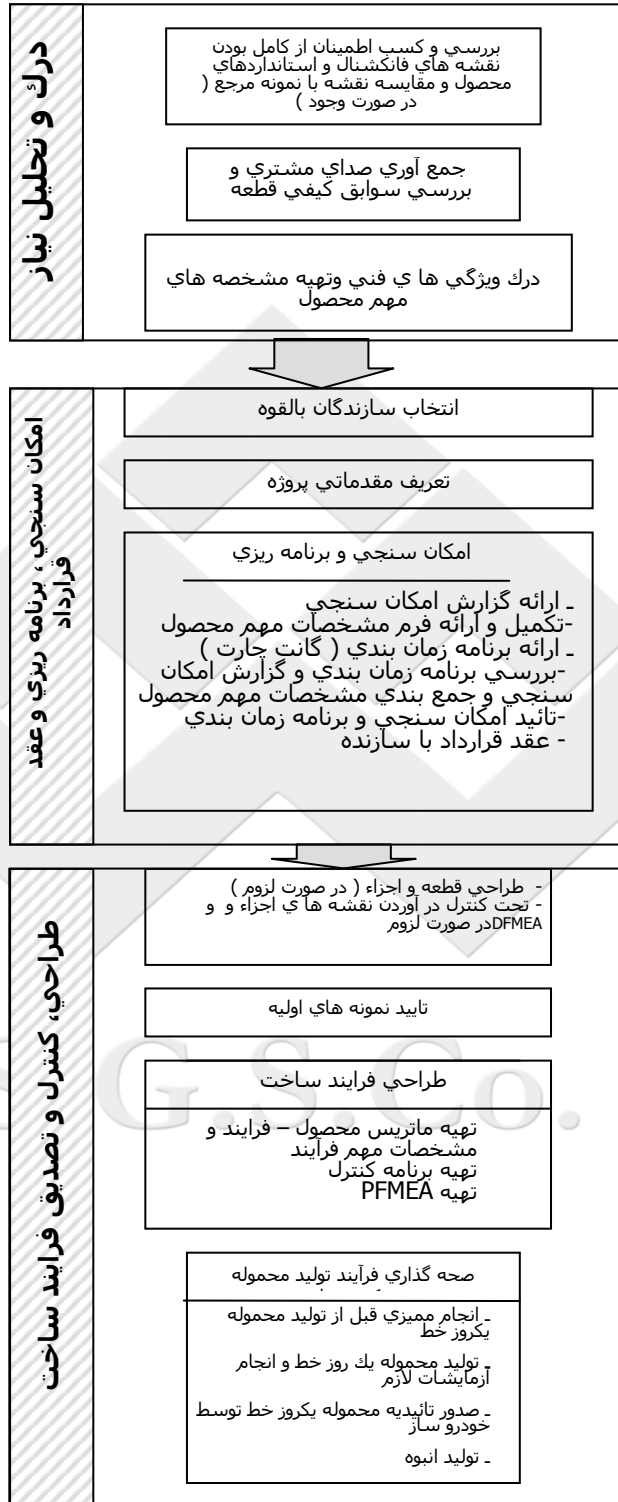 درك و تحليل نياز
بررسي و كسب اطمينان از كامل بودن
نقشه هاي فانكشنال و استانداردهاي
محصول و مقايسه نقشه با نمونه مرجع (
در صورت وجود )
جمع آوري صداي مشتري و
بررسي سوابق كيفي قطعه
درك ويژگي ها ي فني وتهيه مشخصه هاي
مهم محصول
امكان سنجي ، برنامه ريزي و عقد
قرارداد
انتخاب سازندگان بالقوه
تعريف مقدماتي پروژه
امكان سنجي و برنامه ريزي
ـ ارائه گزارش امكان سنجي
-تكميل و ارائه فرم مشخصات مهم محصول
ـ ارائه برنامه زمان بندي ( گانت چارت )
-بررسي برنامه زمان بندي و گزارش امكان
سنجي و جمع بندي مشخصات مهم محصول
-تائيد امكان سنجي و برنامه زمان بندي
- عقد قرارداد با سازنده
طراحي، كنترل و تصديق فرايند ساخت
- طراحي قطعه و اجزاء ( در صورت لزوم )
- تحت كنترل در آوردن نقشه ها ي اجزاء و و
DFMEAدر صورت لزوم
تاييد نمونه هاي اوليه
طراحي فرايند ساخت
تهيه ماتريس محصول – فرايند و
مشخصات مهم فرآيند
تهيه برنامه كنترل
تهيه PFMEA
صحه گذاري فرآيند توليد محموله
ـ انجام مميزي قبل از توليد محموله
يكروز خط
ـ توليد محموله يك روز خط و انجام
آزمايشات لازم
ـ صدور تائيديه محموله يكروز خط توسط
خودرو ساز
ـ توليد انبوه
G.S.Co.